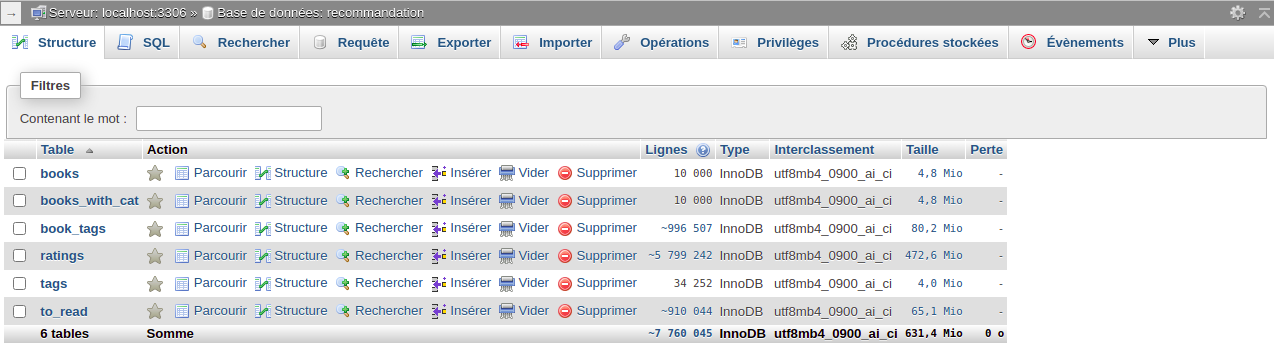 Serveur: localhost:3306 » Base de données: recommandation
Structure SQL Rechercher Requête Exporter Importer Opérations Privilèges Procédures stockées Évènements Plus
Filtres
Contenant le mot :
Table Action Lignes Type Interclassement Taille Perte
books Parcourir Structure Rechercher Insérer Vider Supprimer 10 000 InnoDB utf8mb4_0900_ai_ci 4,8 Mio -
books_with_cat Parcourir Structure Rechercher Insérer Vider Supprimer 10 000 InnoDB utf8mb4_0900_ai_ci 4,8 Mio -
book_tags Parcourir Structure Rechercher Insérer Vider Supprimer ~996 507 InnoDB utf8mb4_0900_ai_ci 80,2 Mio -
ratings Parcourir Structure Rechercher Insérer Vider Supprimer ~5 799 242 InnoDB utf8mb4_0900_ai_ci 472,6 Mio -
tags Parcourir Structure Rechercher Insérer Vider Supprimer 34 252 InnoDB utf8mb4_0900_ai_ci 4,0 Mio -
to_read Parcourir Structure Rechercher Insérer Vider Supprimer ~910 044 InnoDB utf8mb4_0900_ai_ci 65,1 Mio -
6 tables Somme ~7 760 045 InnoDB utf8mb4_0900_ai_ci 631,4 Mio 0 o